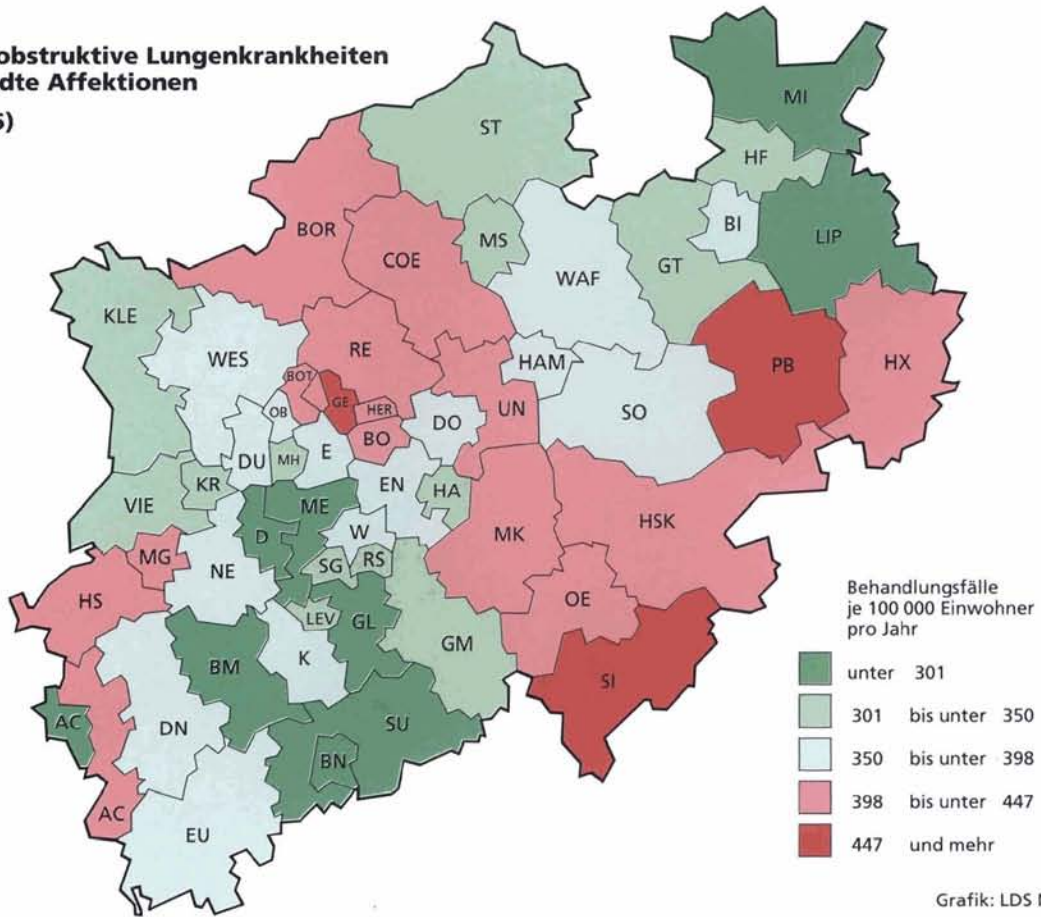 obstruktive Lungenkrankheiten
dte Affektionen
)
MI
ST
HF
BI
LIP
MS
GT
BOR
COE
WAF
KLE
WES
RE
HAM
PB
HX
BOT
GE
HER
OB
UN
SO
DO
BO
E
DU
MH
KR
EN
HA
VIE
ME
HSK
D
W
MK
MG
NE
SG
RS
HS
OE
LEV
GL
GM
BM
K
SI
AC
DN
SU
BN
AC
EU
Behandlungsfälle
je 100 000 Einwohner
pro Jahr
unter 301
301 bis unter 350
350 bis unter 398
398 bis unter 447
447 und mehr
Grafik: LDS